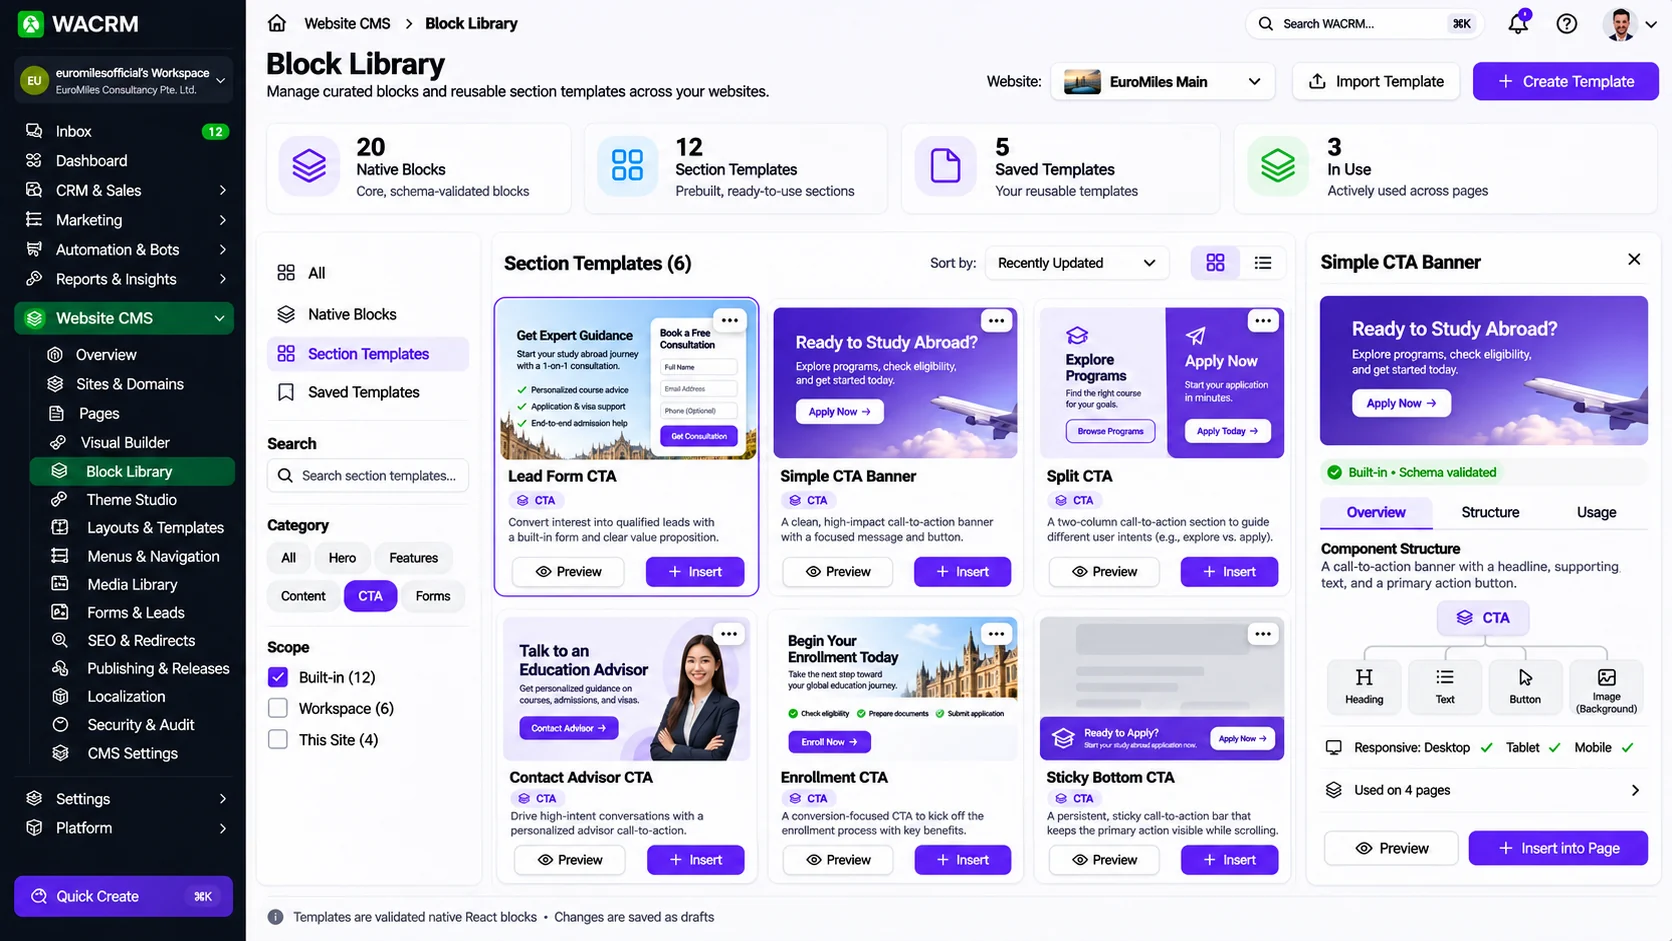 WACRM
EU
euromilesofficial's Workspace
EuroMiles Consultancy Pte. Ltd.
Inbox
12
Dashboard
CRM & Sales
Marketing
Automation & Bots
Reports & Insights
Website CMS
Overview
Sites & Domains
Pages
Visual Builder
Block Library
Theme Studio
Layouts & Templates
Menus & Navigation
Media Library
Forms & Leads
SEO & Redirects
Publishing & Releases
Localization
Security & Audit
CMS Settings
Settings
Platform
Quick Create
⌘K
Website CMS > Block Library
Search WACRM...
⌘K
Block Library
Manage curated blocks and reusable section templates across your websites.
Website:
EuroMiles Main
Import Template
+ Create Template
20
Native Blocks
Core, schema-validated blocks
12
Section Templates
Prebuilt, ready-to-use sections
5
Saved Templates
Your reusable templates
3
In Use
Actively used across pages
All
Native Blocks
Section Templates
Saved Templates
Search
Search section templates...
Category
All
Hero
Features
Content
CTA
Forms
Scope
Built-in (12)
Workspace (6)
This Site (4)
Section Templates (6)
Sort by:
Recently Updated
Get Expert Guidance
Start your study abroad journey
with a 1-on-1 consultation.
Personalized course advice
Application & visa support
End-to-end admission help
Book a Free
Consultation
Full Name
Email Address
Phone (Optional)
Get Consultation
Lead Form CTA
CTA
Convert interest into qualified leads with
a built-in form and clear value proposition.
Preview
+ Insert
Ready to Study Abroad?
Explore programs, check eligibility,
and get started today.
Apply Now →
Simple CTA Banner
CTA
A clean, high-impact call-to-action banner
with a focused message and button.
Preview
+ Insert
Explore
Programs
Find the right course
for your goals.
Browse Programs
Apply Now
Start your application
in minutes.
Apply Today →
Split CTA
CTA
A two-column call-to-action section to guide
different user intents (e.g., explore vs. apply).
Preview
+ Insert
Talk to an
Education Advisor
Get personalized guidance on
courses, admissions, and visas.
Contact Advisor →
Contact Advisor CTA
CTA
Drive high-intent conversations with a
personalized advisor call-to-action.
Preview
+ Insert
Begin Your
Enrollment Today
Take the next step toward
your global education journey.
Check eligibility
Prepare documents
Submit application
Enroll Now →
Enrollment CTA
CTA
A conversion-focused CTA to kick off the
enrollment process with key benefits.
Preview
+ Insert
Ready to Apply?
Start your study abroad application now.
Apply Now →
Sticky Bottom CTA
CTA
A persistent, sticky call-to-action bar that
keeps the primary action visible while scrolling.
Preview
+ Insert
Simple CTA Banner
Ready to Study Abroad?
Explore programs, check eligibility,
and get started today.
Apply Now →
Built-in • Schema validated
Overview
Structure
Usage
Component Structure
A call-to-action banner with a headline, supporting
text, and a primary action button.
CTA
H
Heading
Text
Button
Image
(Background)
Responsive: Desktop ✓ Tablet ✓ Mobile ✓
Used on 4 pages
Preview
+ Insert into Page
Templates are validated native React blocks • Changes are saved as drafts